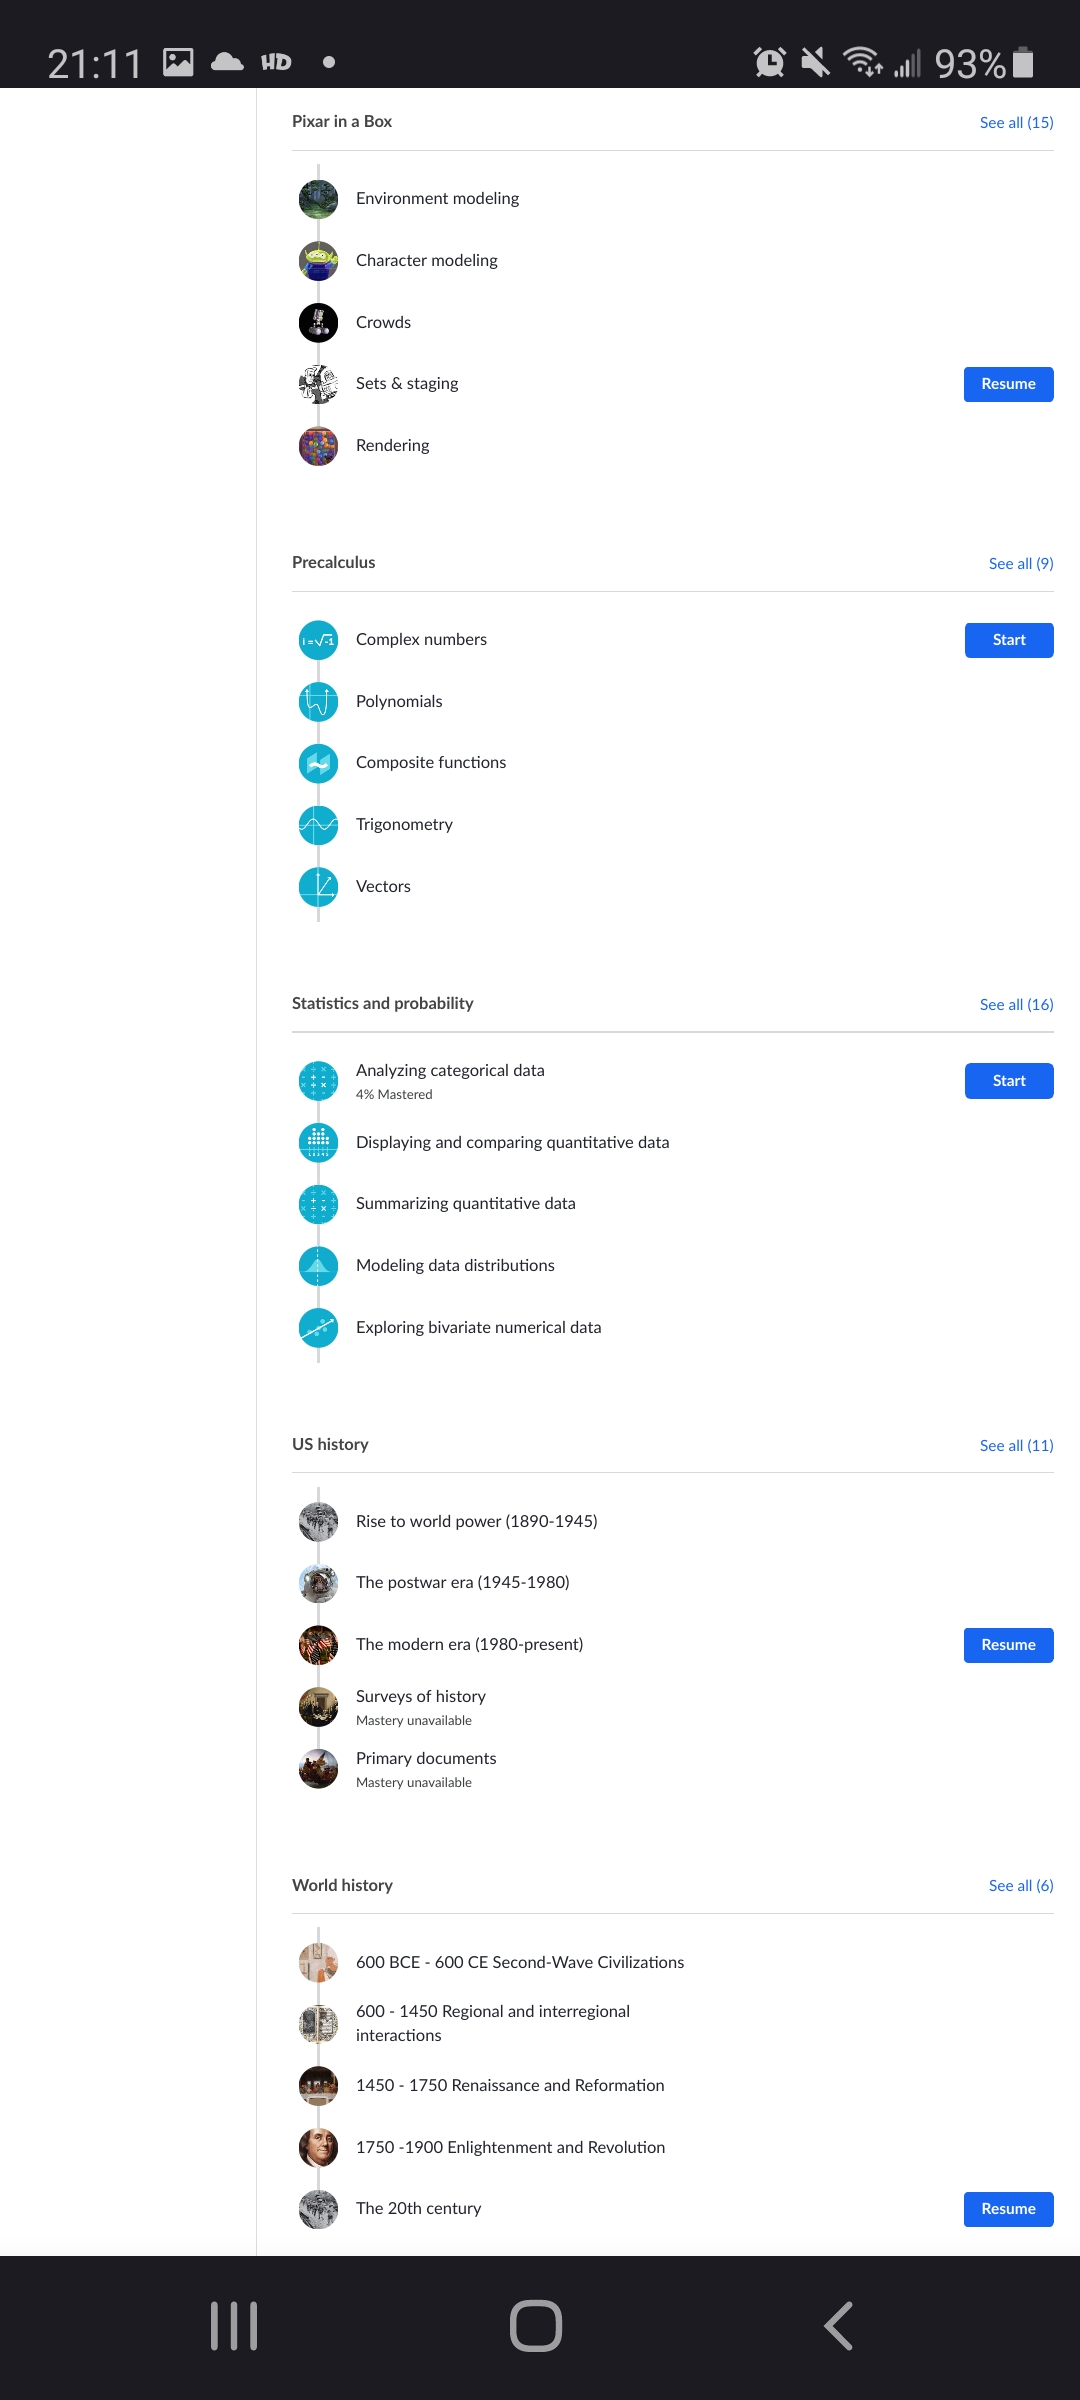 21:11 HD 93%
Pixar in a Box See all (15)
Environment modeling
Character modeling
Crowds
Sets & staging Resume
Rendering
Precalculus See all (9)
i = √-1 Complex numbers Start
Polynomials
Composite functions
Trigonometry
Vectors
Statistics and probability See all (16)
Analyzing categorical data Start
4% Mastered
Displaying and comparing quantitative data
Summarizing quantitative data
Modeling data distributions
Exploring bivariate numerical data
US history See all (11)
Rise to world power (1890-1945)
The postwar era (1945-1980)
The modern era (1980-present) Resume
Surveys of history
Mastery unavailable
Primary documents
Mastery unavailable
World history See all (6)
600 BCE - 600 CE Second-Wave Civilizations
600 - 1450 Regional and interregional
interactions
1450 - 1750 Renaissance and Reformation
1750 -1900 Enlightenment and Revolution
The 20th century Resume